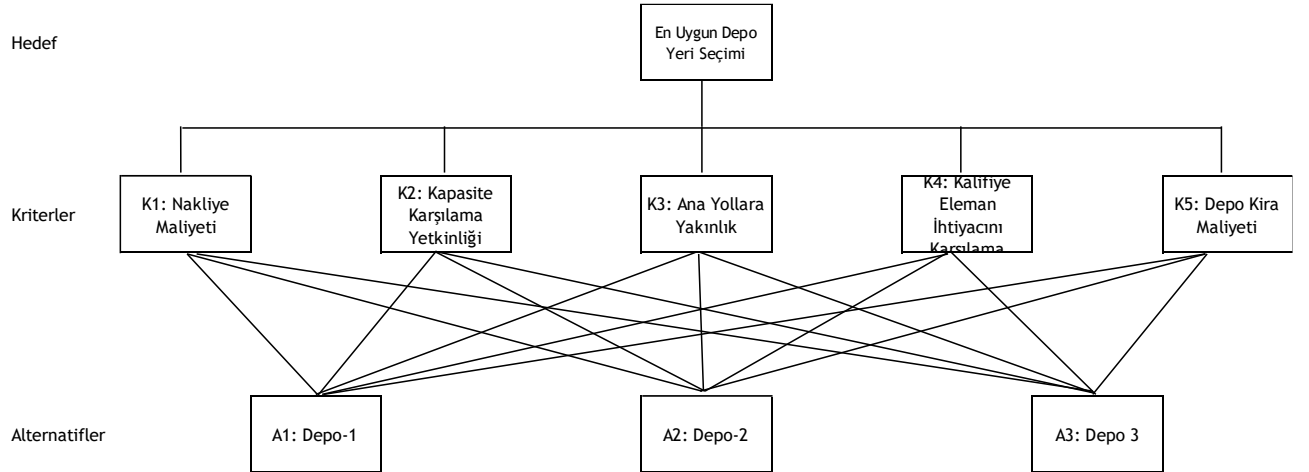 Hedef
En Uygun Depo
Yeri Seçimi
Kriterler
K1: Nakliye
Maliyeti
K2: Kapasite
Karşılama
Yetkinliği
K3: Ana Yollara
Yakınlık
K4: Kalifiye
Eleman
İhtiyacını
Karşılama
K5: Depo Kira
Maliyeti
Alternatifler
A1: Depo-1
A2: Depo-2
A3: Depo 3